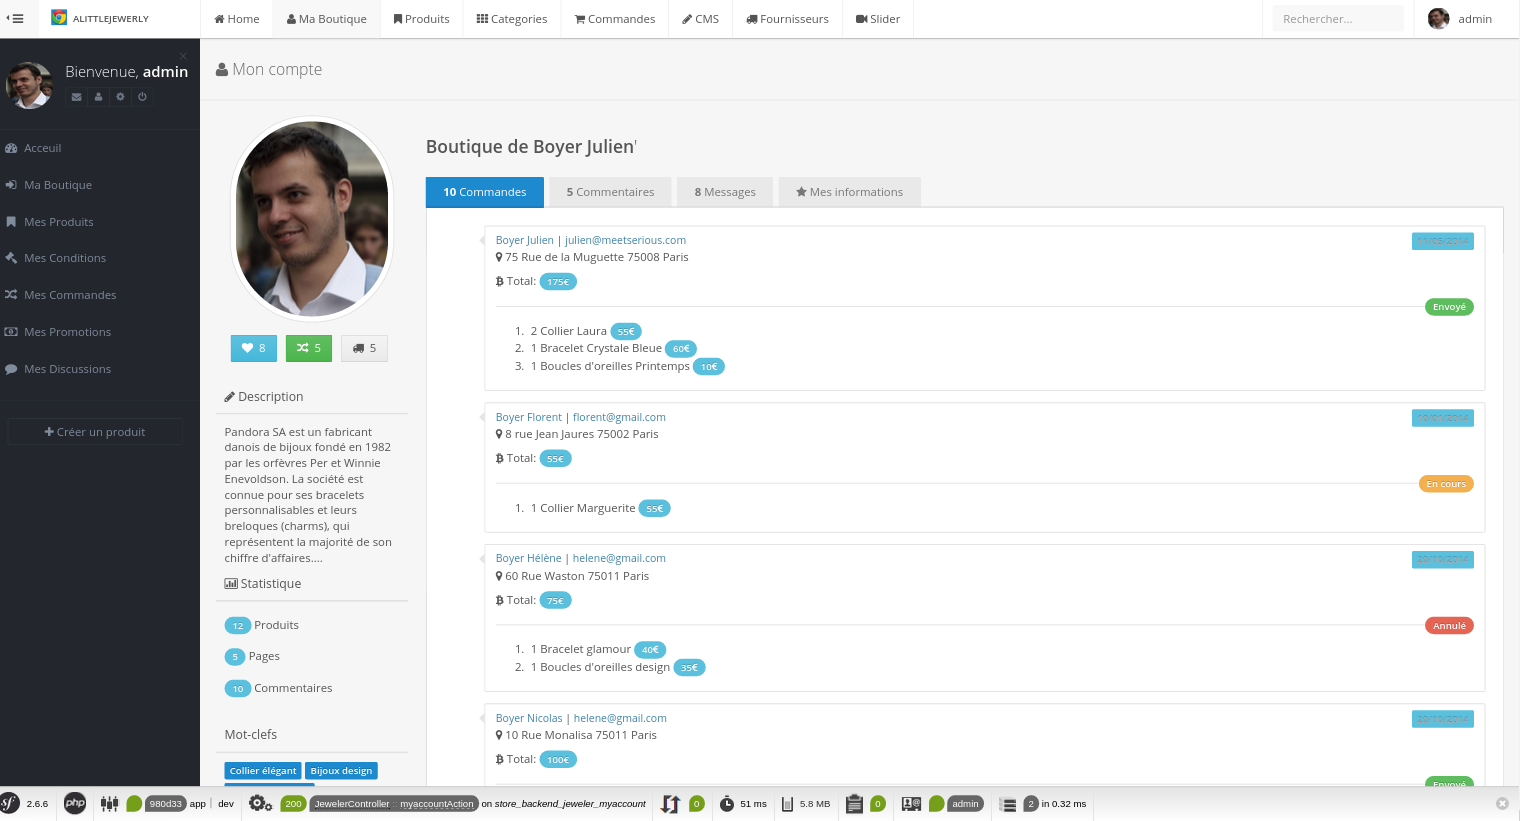 ALITTLEJEWERLY
Home
Ma Boutique
Produits
Categories
Commandes
CMS
Fournisseurs
Slider
Rechercher...
admin
Bienvenue, admin
Acceuil
Ma Boutique
Mes Produits
Mes Conditions
Mes Commandes
Mes Promotions
Mes Discussions
Créer un produit
Mon compte
8
5
5
Description
Pandora SA est un fabricant
danois de bijoux fondé en 1982
par les orfèvres Per et Winnie
Enevoldson. La société est
connue pour ses bracelets
personnalisables et leurs
breloques (charms), qui
représentent la majorité de son
chiffre d'affaires....
Statistique
12 Produits
5 Pages
10 Commentaires
Mot-clefs
Collier élégant
Bijoux design
Boutique de Boyer Julien'
10 Commandes
5 Commentaires
8 Messages
Mes informations
Boyer Julien | julien@meetserious.com
75 Rue de la Muguette 75008 Paris
Total: 175€
Envoyé
1. 2 Collier Laura 55€
2. 1 Bracelet Crystale Bleue 60€
3. 1 Boucles d'oreilles Printemps 10€
Boyer Florent | florent@gmail.com
8 rue Jean Jaures 75002 Paris
Total: 55€
En cours
1. 1 Collier Marguerite 55€
Boyer Hélène | helene@gmail.com
60 Rue Waston 75011 Paris
Total: 75€
Annulé
1. 1 Bracelet glamour 40€
2. 1 Boucles d'oreilles design 35€
Boyer Nicolas | helene@gmail.com
10 Rue Monalisa 75011 Paris
Total: 100€
Envoyé
sf 2.6.6
php
980d33 app | dev
200 JewelerController :: myaccountAction on store_backend_jeweler_myaccount
0
51 ms
5.8 MB
0
admin
2 in 0.32 ms